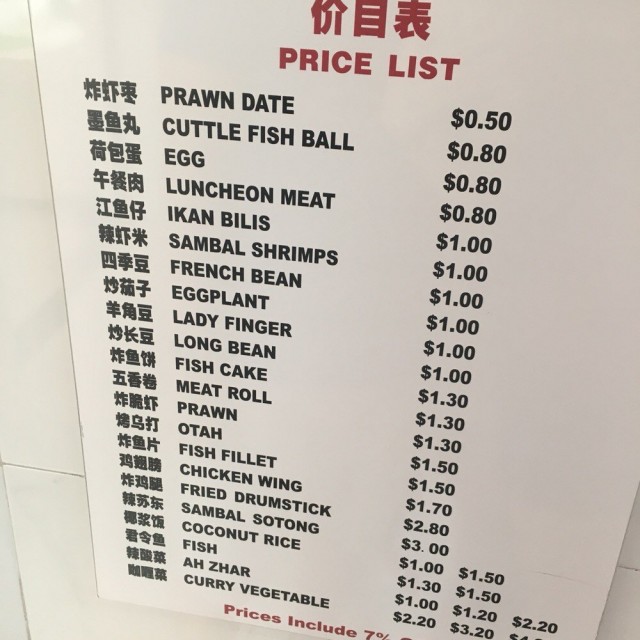 价目表
PRICE LIST
炸虾枣 PRAWN DATE $0.50
墨鱼丸 CUTTLE FISH BALL $0.80
荷包蛋 EGG $0.80
午餐肉 LUNCHEON MEAT $0.80
江鱼仔 IKAN BILIS $1.00
辣虾米 SAMBAL SHRIMPS $1.00
四季豆 FRENCH BEAN $1.00
炒茄子 EGGPLANT $1.00
羊角豆 LADY FINGER $1.00
炒长豆 LONG BEAN $1.00
炸鱼饼 FISH CAKE $1.30
五香卷 MEAT ROLL $1.30
炸脆虾 PRAWN $1.30
烤乌打 OTAH $1.50
炸鱼片 FISH FILLET $1.50
鸡翅膀 CHICKEN WING $1.70
炸鸡腿 FRIED DRUMSTICK $2.80
辣苏东 SAMBAL SOTONG $3.00
椰浆饭 COCONUT RICE $1.00 $1.50
君令鱼 FISH $1.30 $1.50
辣酸菜 AH ZHAR $1.00 $1.20 $2.20
咖喱菜 CURRY VEGETABLE $2.20 $3.20
Prices Include 7%